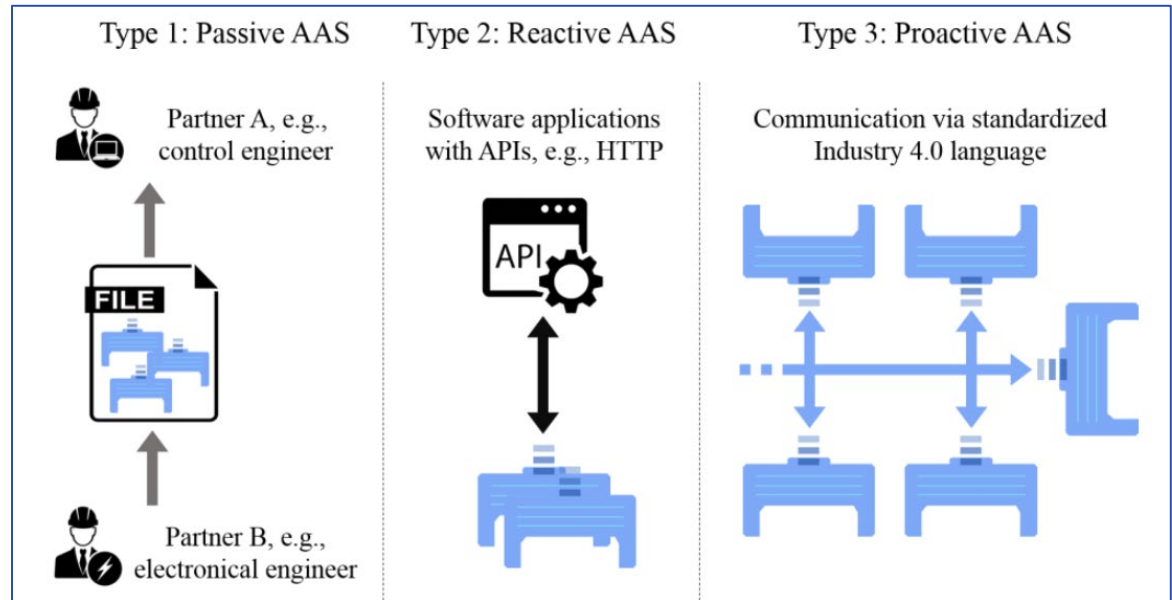 Type 1: Passive AAS
Partner A, e.g.,
control engineer
FILE
Partner B, e.g.,
electronical engineer
Type 2: Reactive AAS
Software applications
with APIs, e.g., HTTP
API
Type 3: Proactive AAS
Communication via standardized
Industry 4.0 language